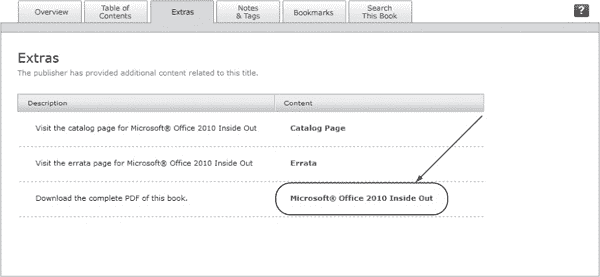 Overview
Table of
Contents
Extras
Notes
& Tags
Bookmarks
Search
This Book
?
Extras
The publisher has provided additional content related to this title.
Description Content
Visit the catalog page for Microsoft® Office 2010 Inside Out Catalog Page
Visit the errata page for Microsoft® Office 2010 Inside Out Errata
Download the complete PDF of this book. Microsoft® Office 2010 Inside Out